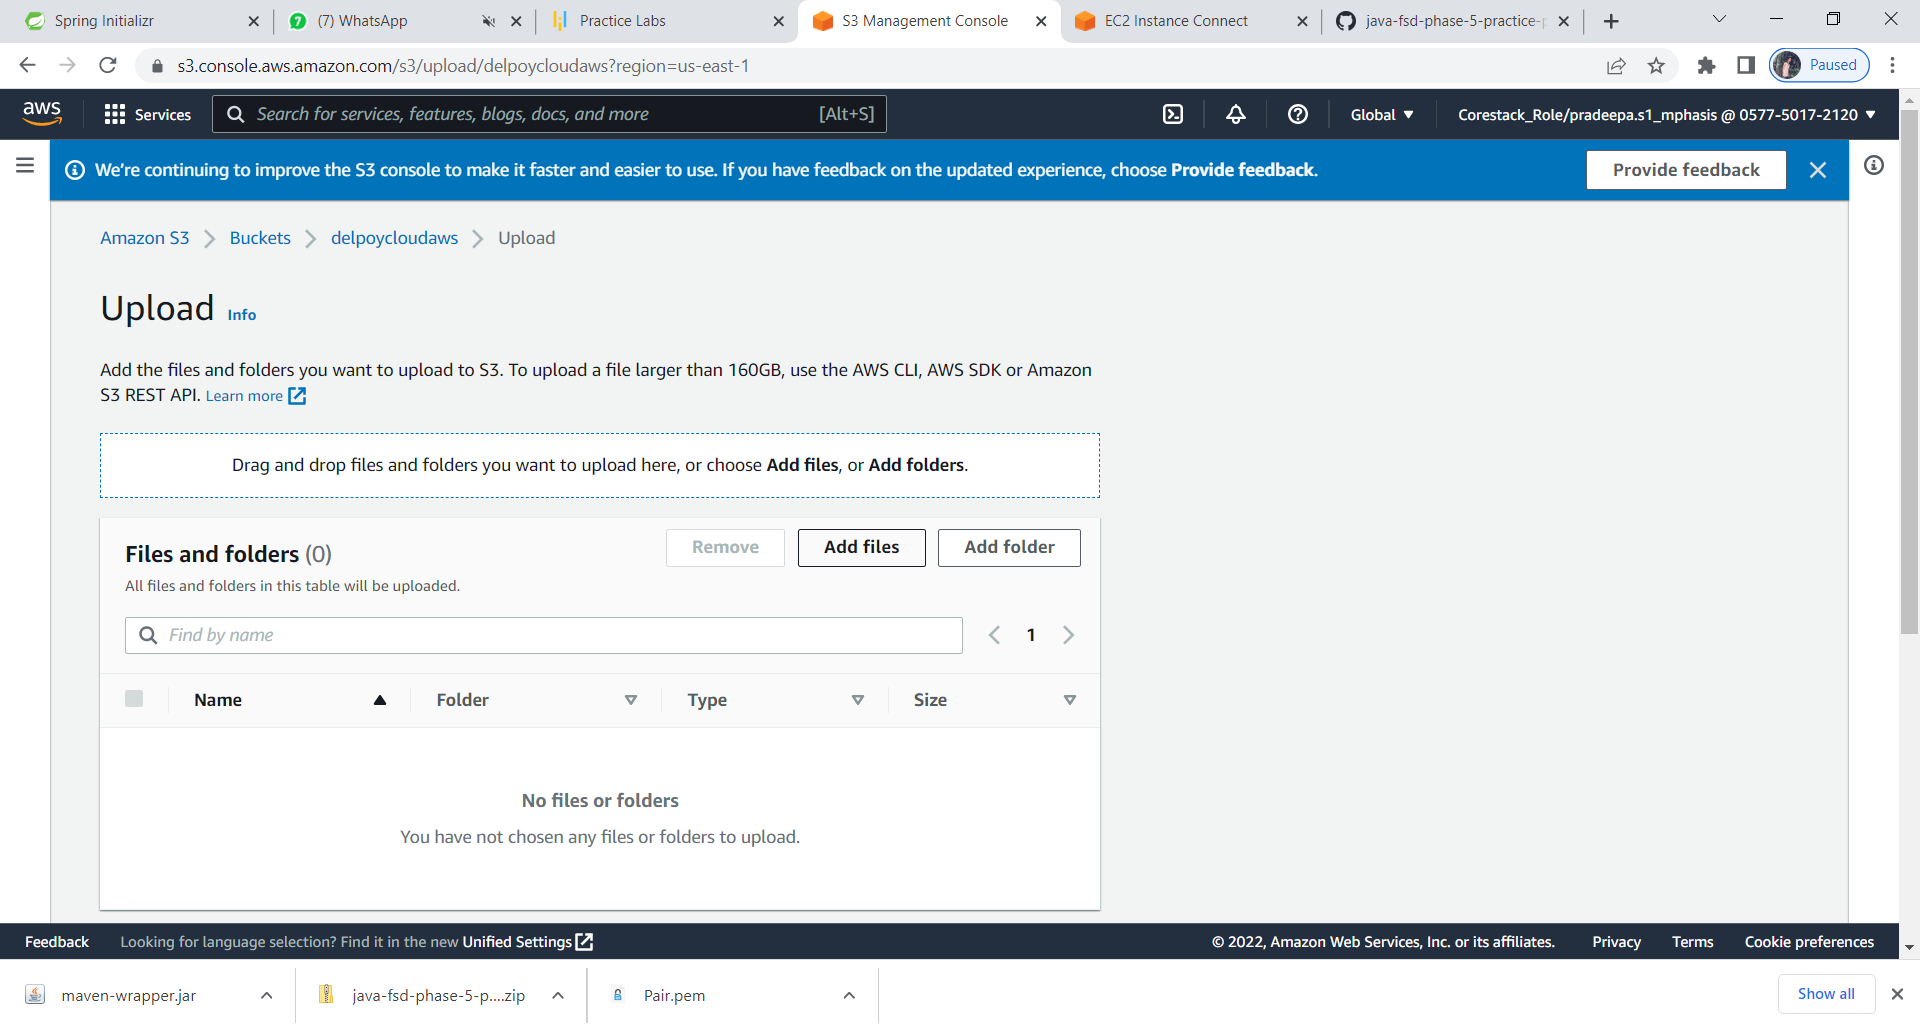 Spring Initializr
(7) WhatsApp
Practice Labs
S3 Management Console
EC2 Instance Connect
java-fsd-phase-5-practice-p
s3.console.aws.amazon.com/s3/upload/delpoycloudaws?region=us-east-1
Paused
aws
Services
Search for services, features, blogs, docs, and more
[Alt+S]
Global
Corestack_Role/pradeepa.s1_mphasis @ 0577-5017-2120
We're continuing to improve the S3 console to make it faster and easier to use. If you have feedback on the updated experience, choose Provide feedback.
Provide feedback
Amazon S3
Buckets
delpoycloudaws
Upload
Upload
Info
Add the files and folders you want to upload to S3. To upload a file larger than 160GB, use the AWS CLI, AWS SDK or Amazon
S3 REST API. Learn more
Drag and drop files and folders you want to upload here, or choose Add files, or Add folders.
Files and folders (0)
All files and folders in this table will be uploaded.
Remove
Add files
Add folder
Find by name
1
Name
Folder
Type
Size
No files or folders
You have not chosen any files or folders to upload.
Feedback
Looking for language selection? Find it in the new Unified Settings
© 2022, Amazon Web Services, Inc. or its affiliates.
Privacy
Terms
Cookie preferences
maven-wrapper.jar
java-fsd-phase-5-p....zip
Pair.pem
Show all